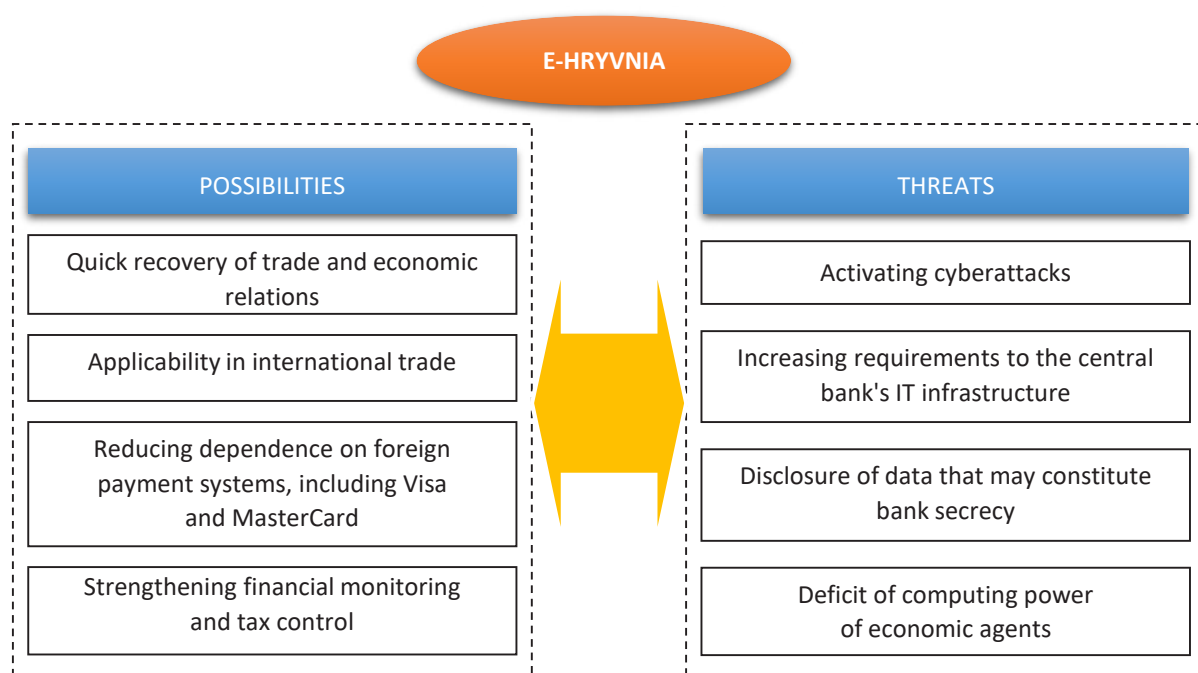 E-HRYVNIA
POSSIBILITIES
Quick recovery of trade and economic
relations
Applicability in international trade
Reducing dependence on foreign
payment systems, including Visa
and MasterCard
Strengthening financial monitoring
and tax control
THREATS
Activating cyberattacks
Increasing requirements to the central
bank's IT infrastructure
Disclosure of data that may constitute
bank secrecy
Deficit of computing power
of economic agents